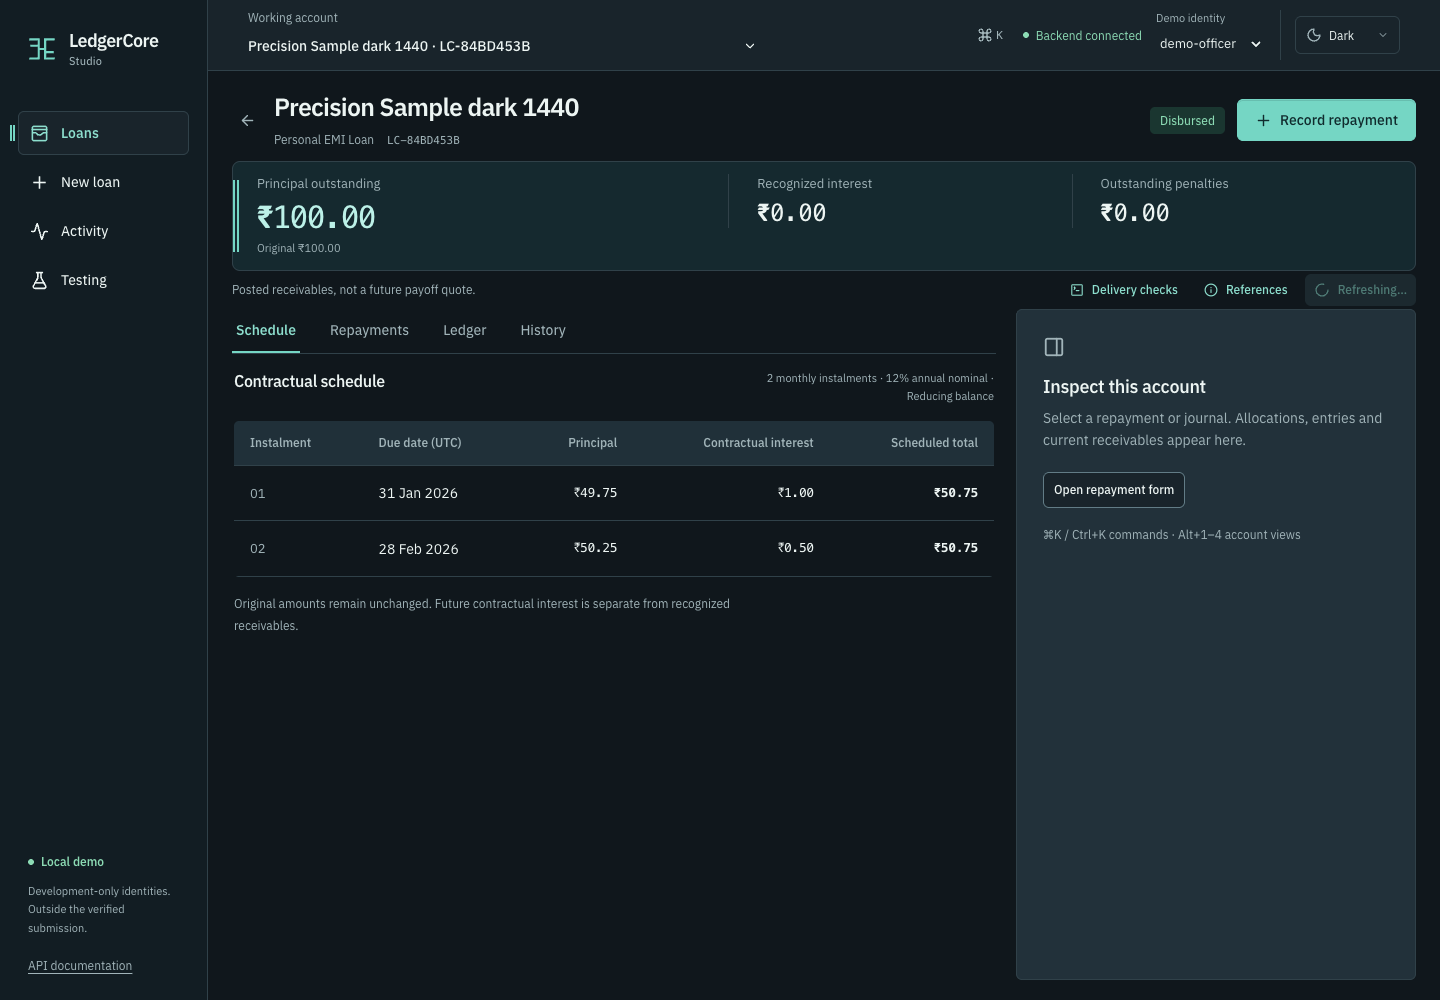 LedgerCore
Studio
Loans
New loan
Activity
Testing
Local demo
Development-only identities.
Outside the verified
submission.
API documentation
Working account
Precision Sample dark 1440 · LC-84BD453B
⌘ K
Backend connected
Demo identity
demo-officer
Dark
Precision Sample dark 1440
Personal EMI Loan LC-84BD453B
Disbursed
Record repayment
Principal outstanding
₹100.00
Original ₹100.00
Recognized interest
₹0.00
Outstanding penalties
₹0.00
Posted receivables, not a future payoff quote.
Delivery checks
References
Refreshing…
Schedule Repayments Ledger History
Contractual schedule
2 monthly instalments · 12% annual nominal ·
Reducing balance
Instalment Due date (UTC) Principal Contractual interest Scheduled total
01 31 Jan 2026 ₹49.75 ₹1.00 ₹50.75
02 28 Feb 2026 ₹50.25 ₹0.50 ₹50.75
Original amounts remain unchanged. Future contractual interest is separate from recognized
receivables.
Inspect this account
Select a repayment or journal. Allocations, entries and
current receivables appear here.
Open repayment form
⌘K / Ctrl+K commands · Alt+1–4 account views